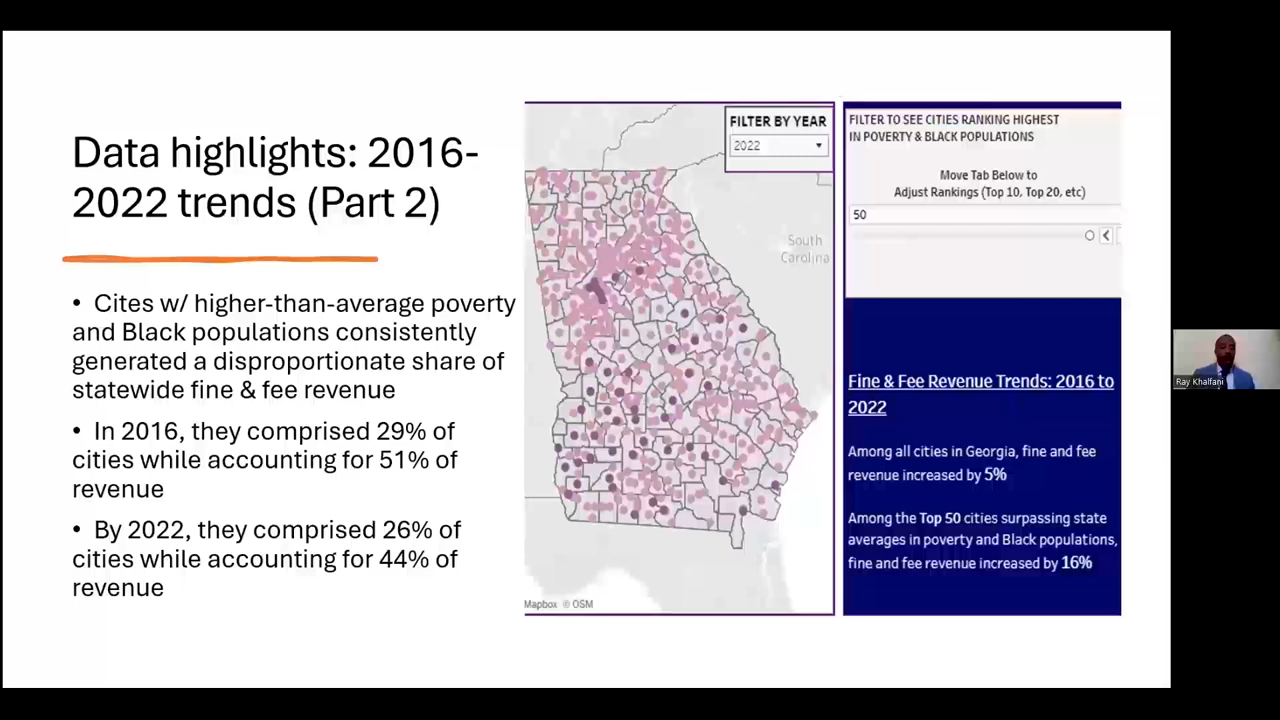 Data highlights: 2016-
2022 trends (Part 2)
• Cites w/ higher-than-average poverty
and Black populations consistently
generated a disproportionate share of
statewide fine & fee revenue
• In 2016, they comprised 29% of
cities while accounting for 51% of
revenue
• By 2022, they comprised 26% of
cities while accounting for 44% of
revenue
FILTER BY YEAR
2022
South
Carolina
Mapbox © OSM
FILTER TO SEE CITIES RANKING HIGHEST
IN POVERTY & BLACK POPULATIONS
Move Tab Below to
Adjust Rankings (Top 10, Top 20, etc)
50
Fine & Fee Revenue Trends: 2016 to
2022
Among all cities in Georgia, fine and fee
revenue increased by 5%
Among the Top 50 cities surpassing state
averages in poverty and Black populations,
fine and fee revenue increased by 16%
Ray Khalfani